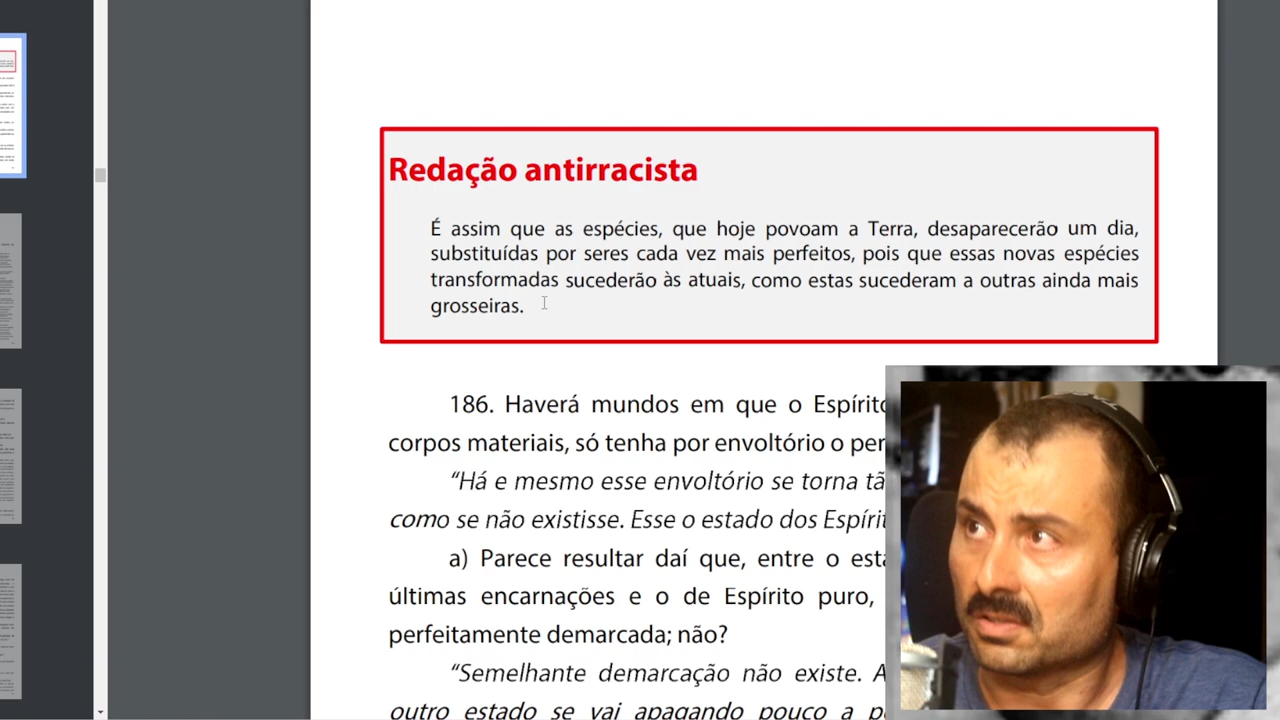 Redação antirracista
É assim que as espécies, que hoje povoam a Terra, desaparecerão um dia,
substituídas por seres cada vez mais perfeitos, pois que essas novas espécies
transformadas sucederão às atuais, como estas sucederam a outras ainda mais
grosseiras.
186. Haverá mundos em que o Espírito
corpos materiais, só tenha por envoltório o
“Há e mesmo esse envoltório se torna
como se não existisse. Esse o estado dos
a) Parece resultar daí que, entre o
últimas encarnações e o de Espírito puro,
perfeitamente demarcada; não?
“Semelhante demarcação não existe. A
outro estado se vai apagando pouco a